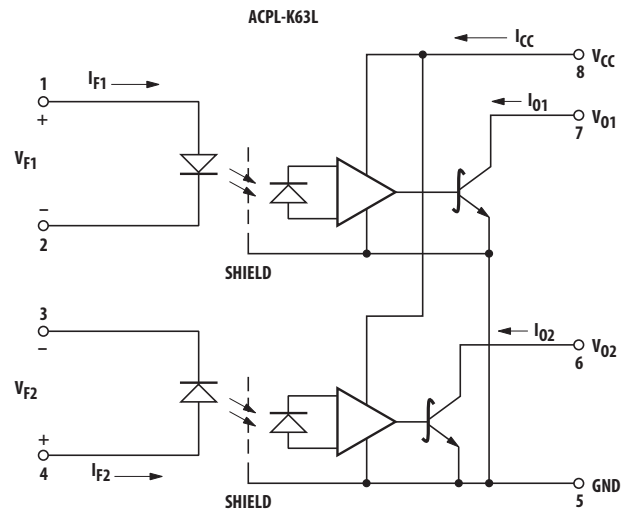 ACPL-K63L
ICC
VCC
8
1
IF1
+
IO1
VO1
7
VF1
−
2
SHIELD
3
−
IO2
VO2
6
VF2
+
4
IF2
SHIELD
GND
5